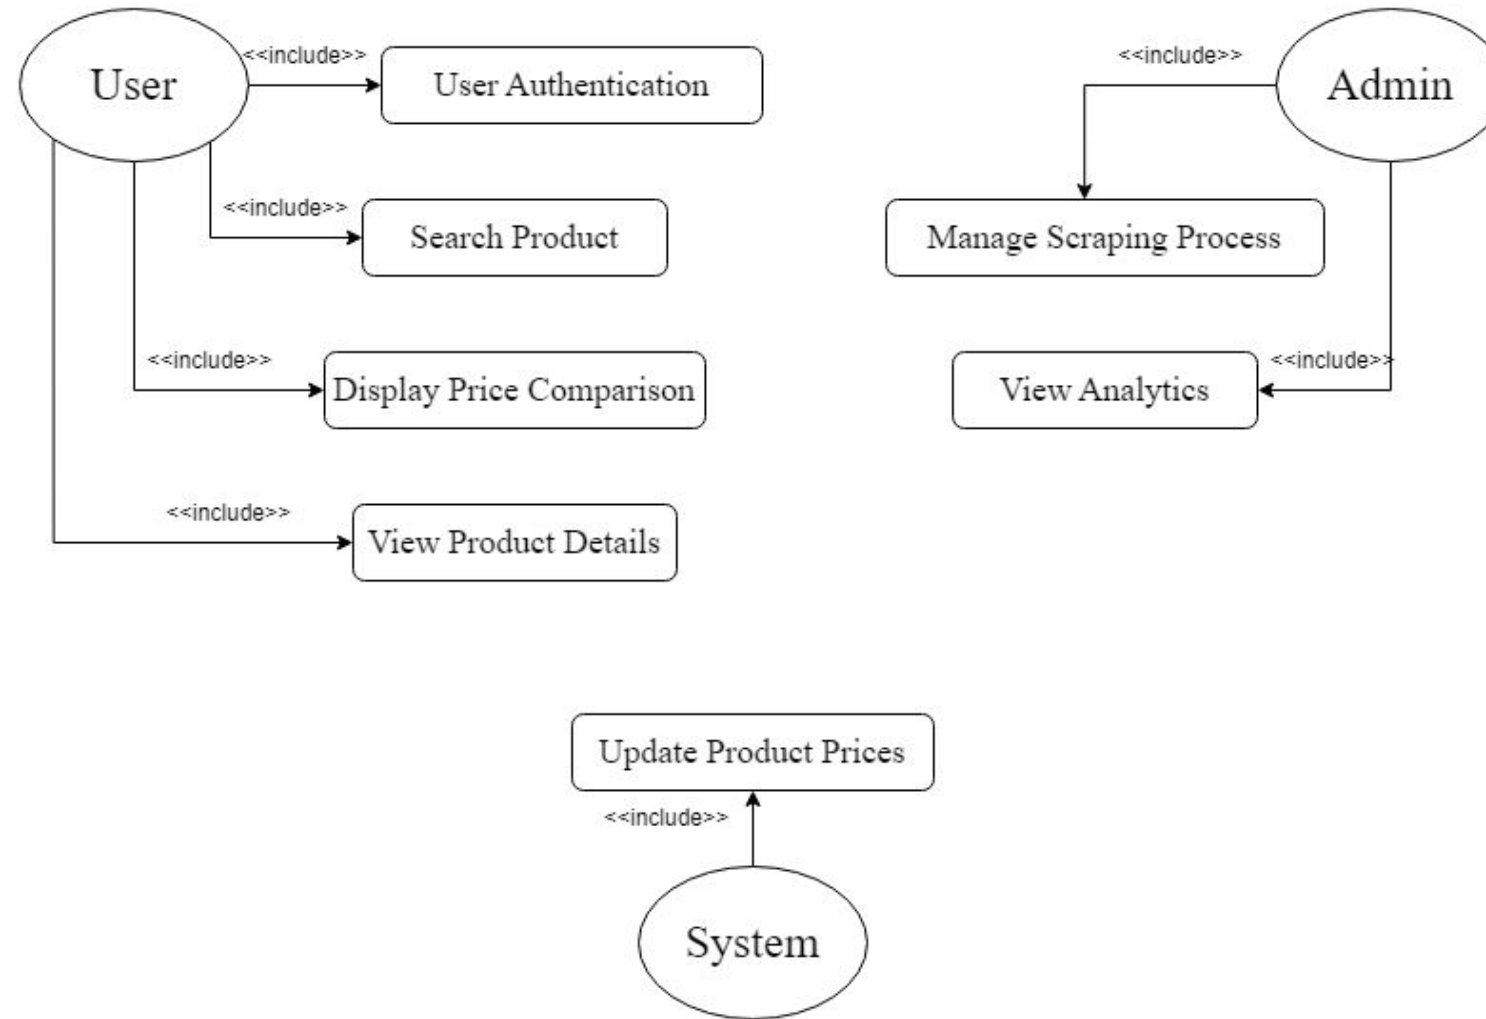 <<include>>
User
User Authentication
<<include>>
Search Product
<<include>>
Display Price Comparison
<<include>>
View Product Details
<<include>>
Admin
Manage Scraping Process
<<include>>
View Analytics
Update Product Prices
<<include>>
System